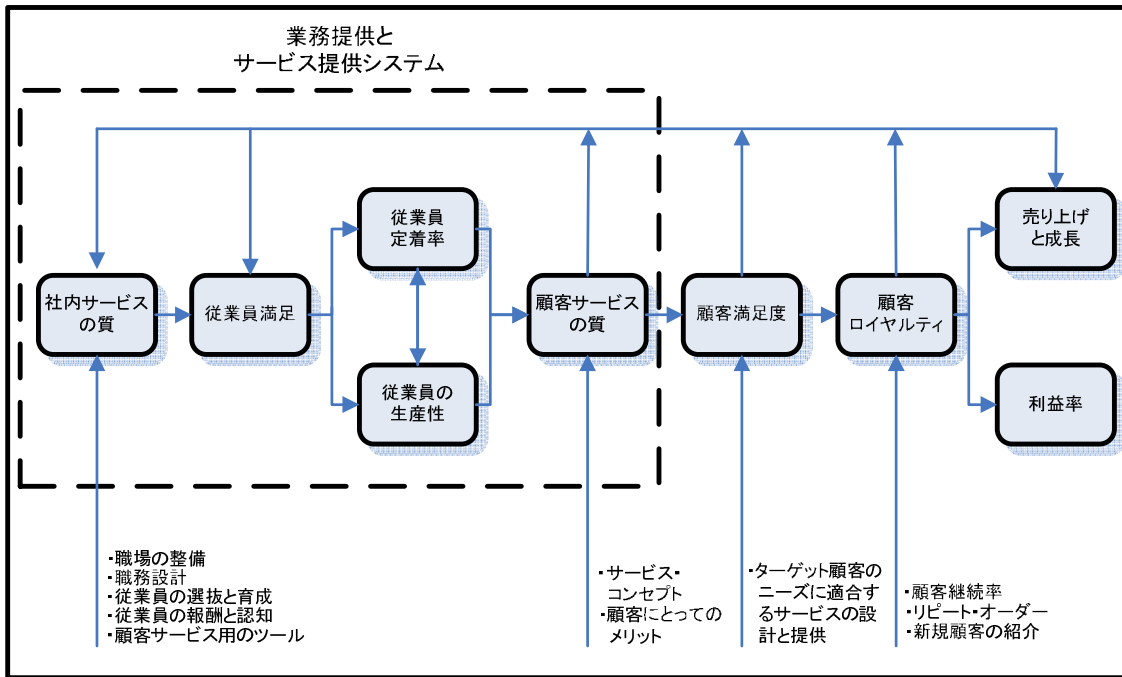 業務提供と
サービス提供システム
従業員
定着率
売り上げ
と成長
社内サービス
の質
従業員満足
顧客サービス
の質
顧客満足度
顧客
ロイヤルティ
従業員の
生産性
利益率
・職場の整備
・職務設計
・従業員の選抜と育成
・従業員の報酬と認知
・顧客サービス用のツール
・サービス・
コンセプト
・顧客にとっての
メリット
・ターゲット顧客の
ニーズに適合す
るサービスの設
計と提供
・顧客継続率
・リピート・オーダー
・新規顧客の紹介